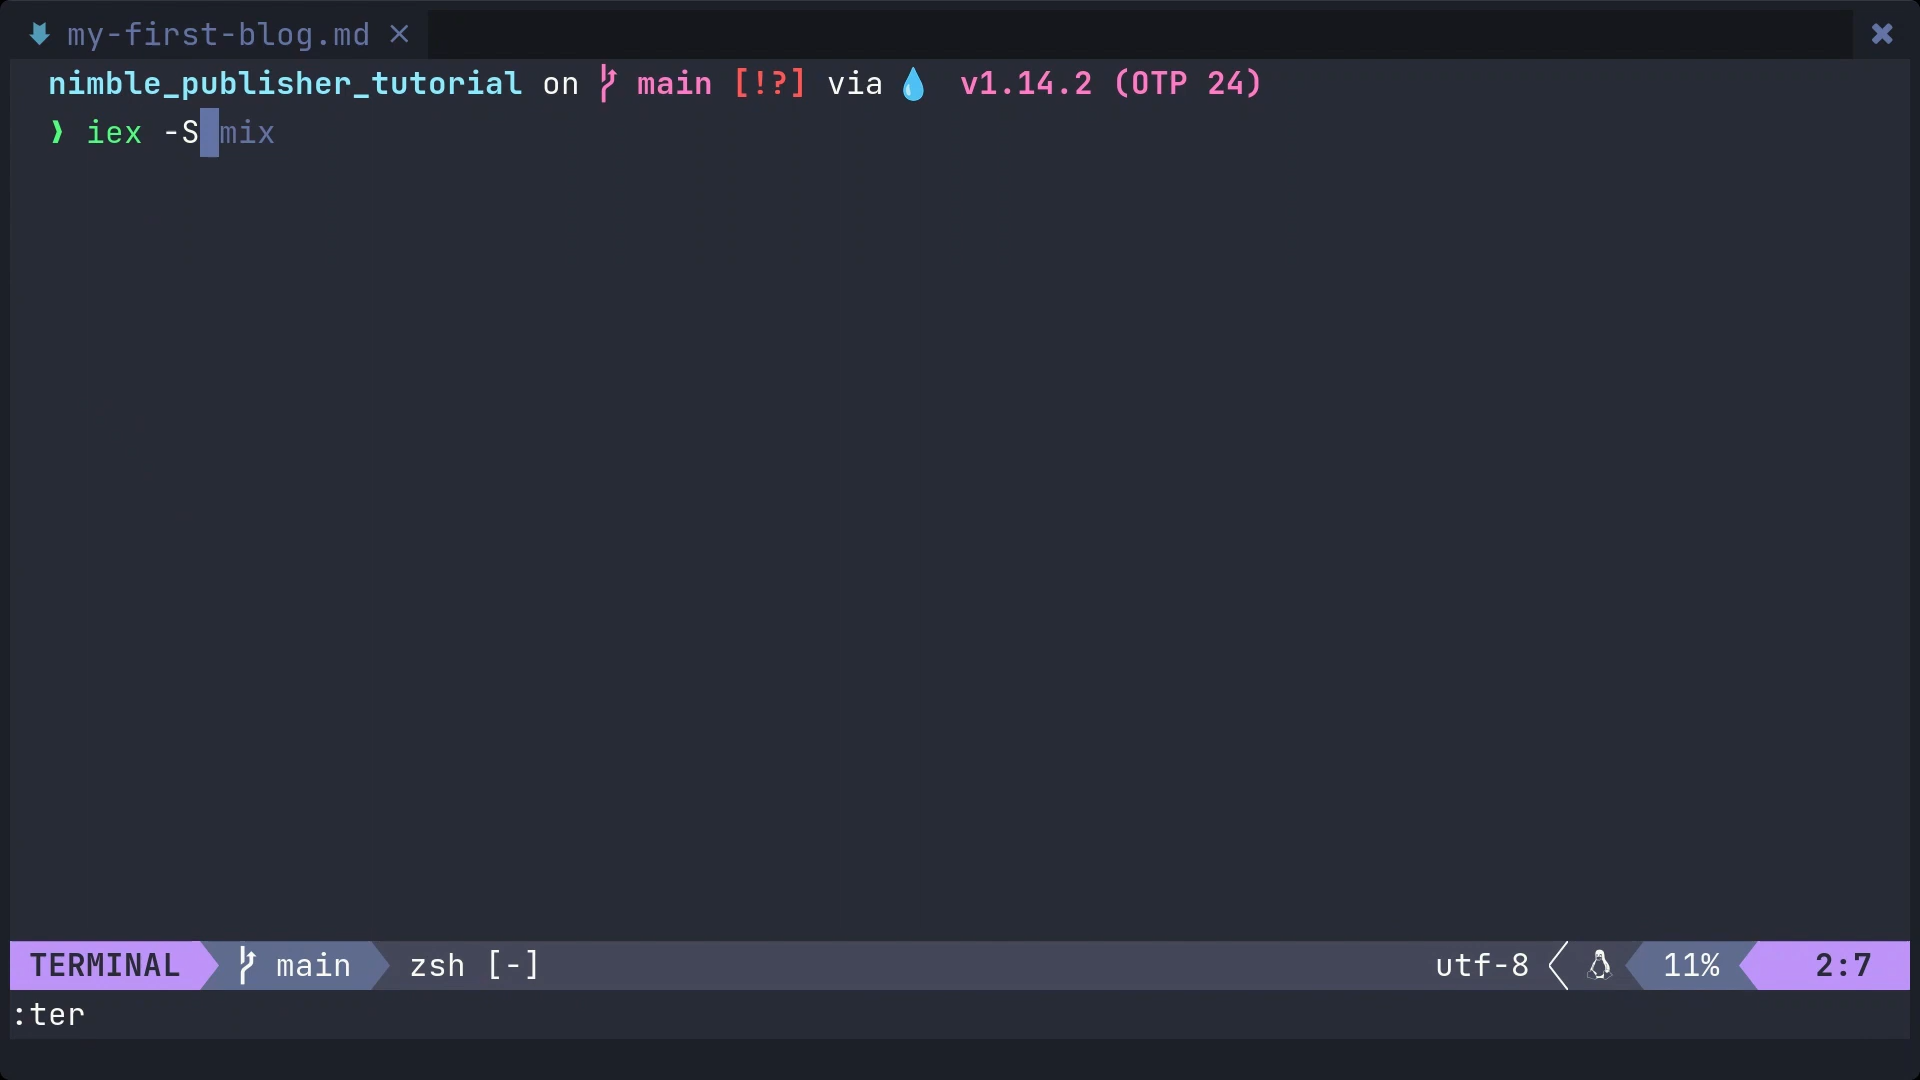 my-first-blog.md ×
nimble_publisher_tutorial on main [!?] via v1.14.2 (OTP 24)
❱ iex -S mix
TERMINAL main zsh [-] utf-8 11% 2:7
:ter